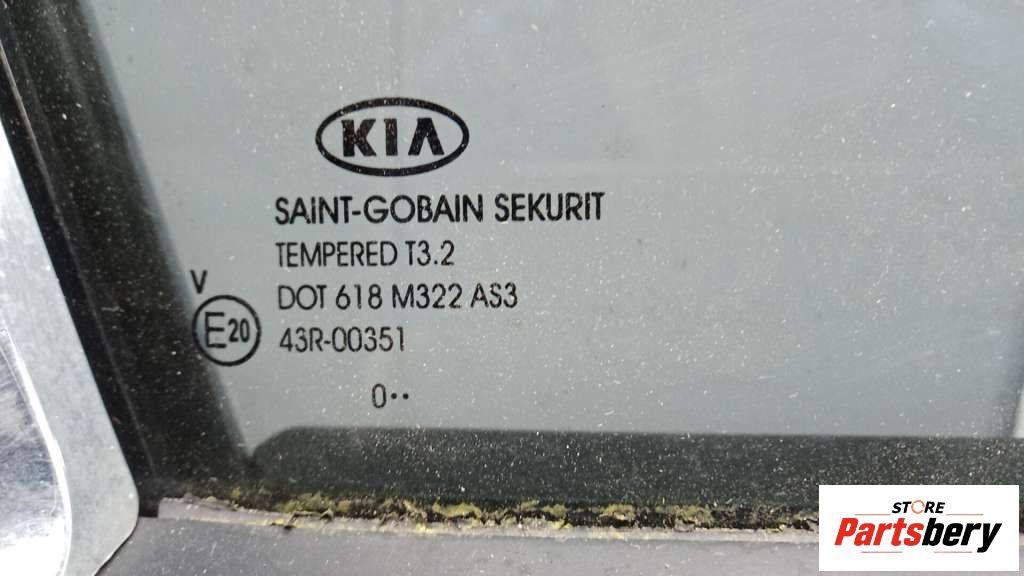 KIA
SAINT-GOBAIN SEKURIT
TEMPERED T3.2
DOT 618 M322 AS3
V
E20
43R-00351
0··
STORE
Partsbery